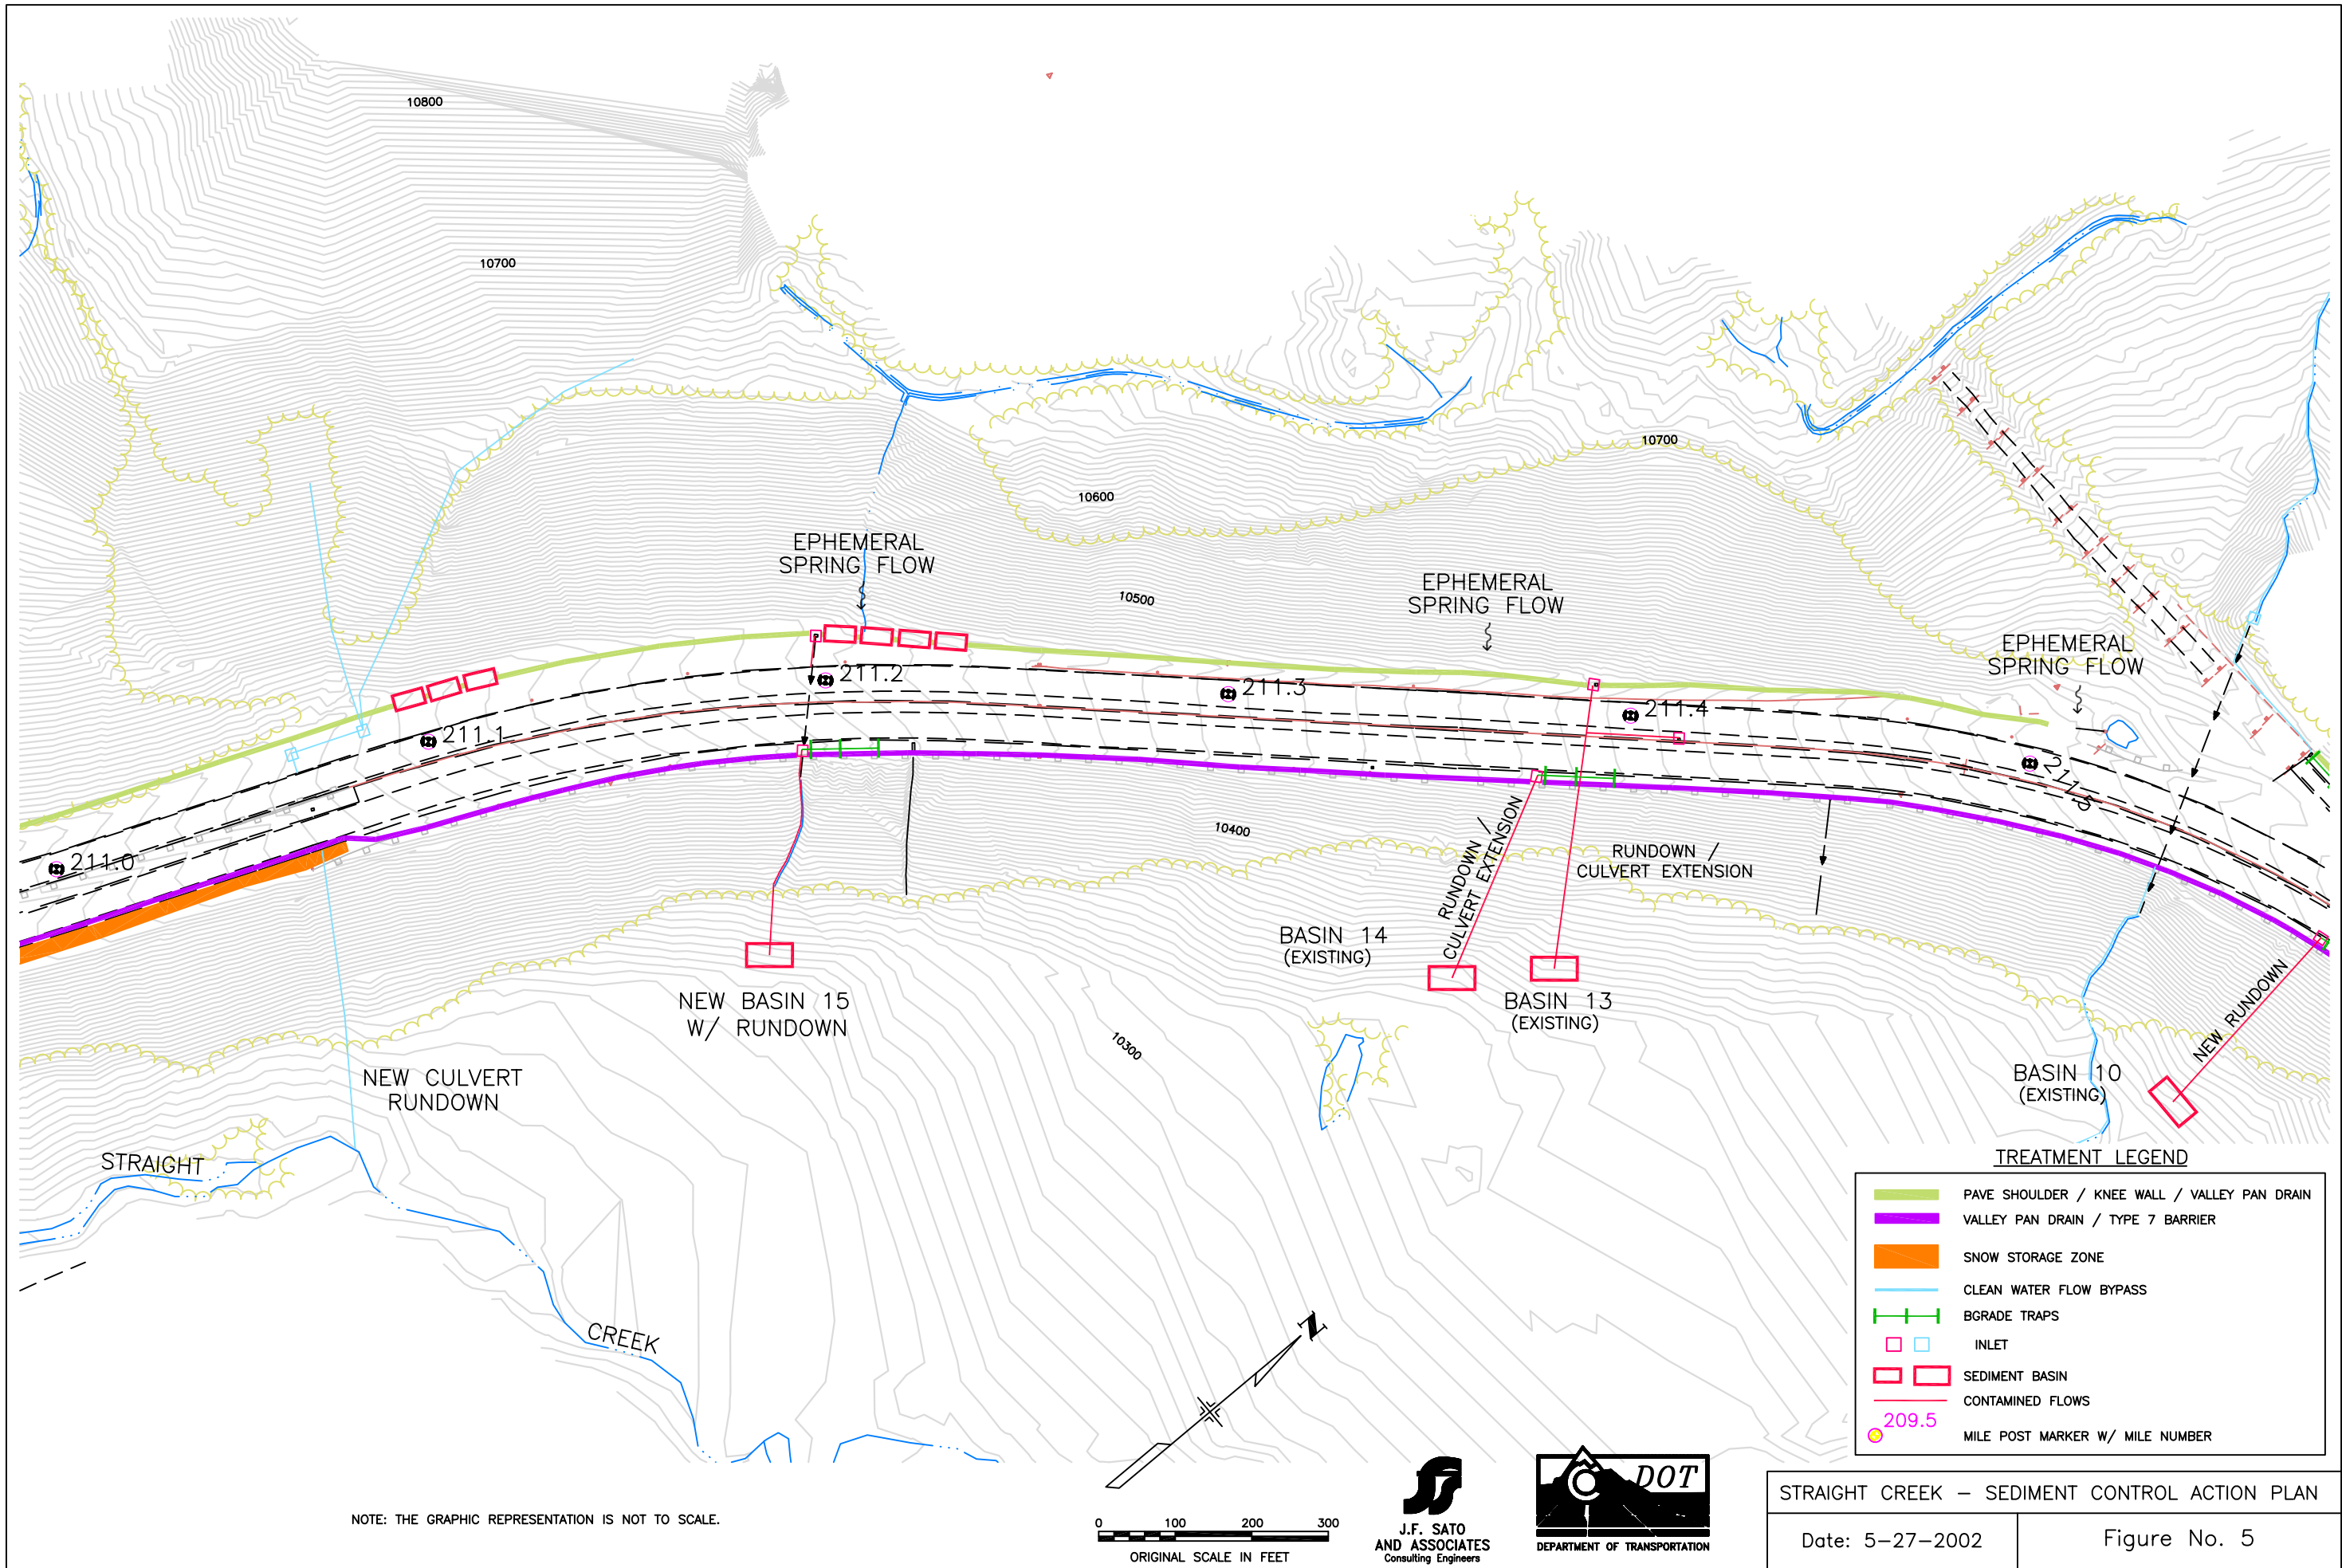 10800
10700
10700
10600
EPHEMERAL
SPRING FLOW
EPHEMERAL
SPRING FLOW
10500
EPHEMERAL
SPRING FLOW
211.2
211.3
211.4
211.1
211.5
211.0
10400
RUNDOWN /
CULVERT EXTENSION
RUNDOWN /
CULVERT EXTENSION
BASIN 14
(EXISTING)
NEW BASIN 15
W/ RUNDOWN
BASIN 13
(EXISTING)
10300
NEW RUNDOWN
NEW CULVERT
RUNDOWN
BASIN 10
(EXISTING)
STRAIGHT
CREEK
TREATMENT LEGEND
PAVE SHOULDER / KNEE WALL / VALLEY PAN DRAIN
VALLEY PAN DRAIN / TYPE 7 BARRIER
SNOW STORAGE ZONE
CLEAN WATER FLOW BYPASS
BGRADE TRAPS
INLET
SEDIMENT BASIN
CONTAMINED FLOWS
209.5
MILE POST MARKER W/ MILE NUMBER
N
NOTE: THE GRAPHIC REPRESENTATION IS NOT TO SCALE.
0 100 200 300
ORIGINAL SCALE IN FEET
J.F. SATO
AND ASSOCIATES
Consulting Engineers
C DOT
DEPARTMENT OF TRANSPORTATION
STRAIGHT CREEK – SEDIMENT CONTROL ACTION PLAN
Date: 5–27–2002
Figure No. 5